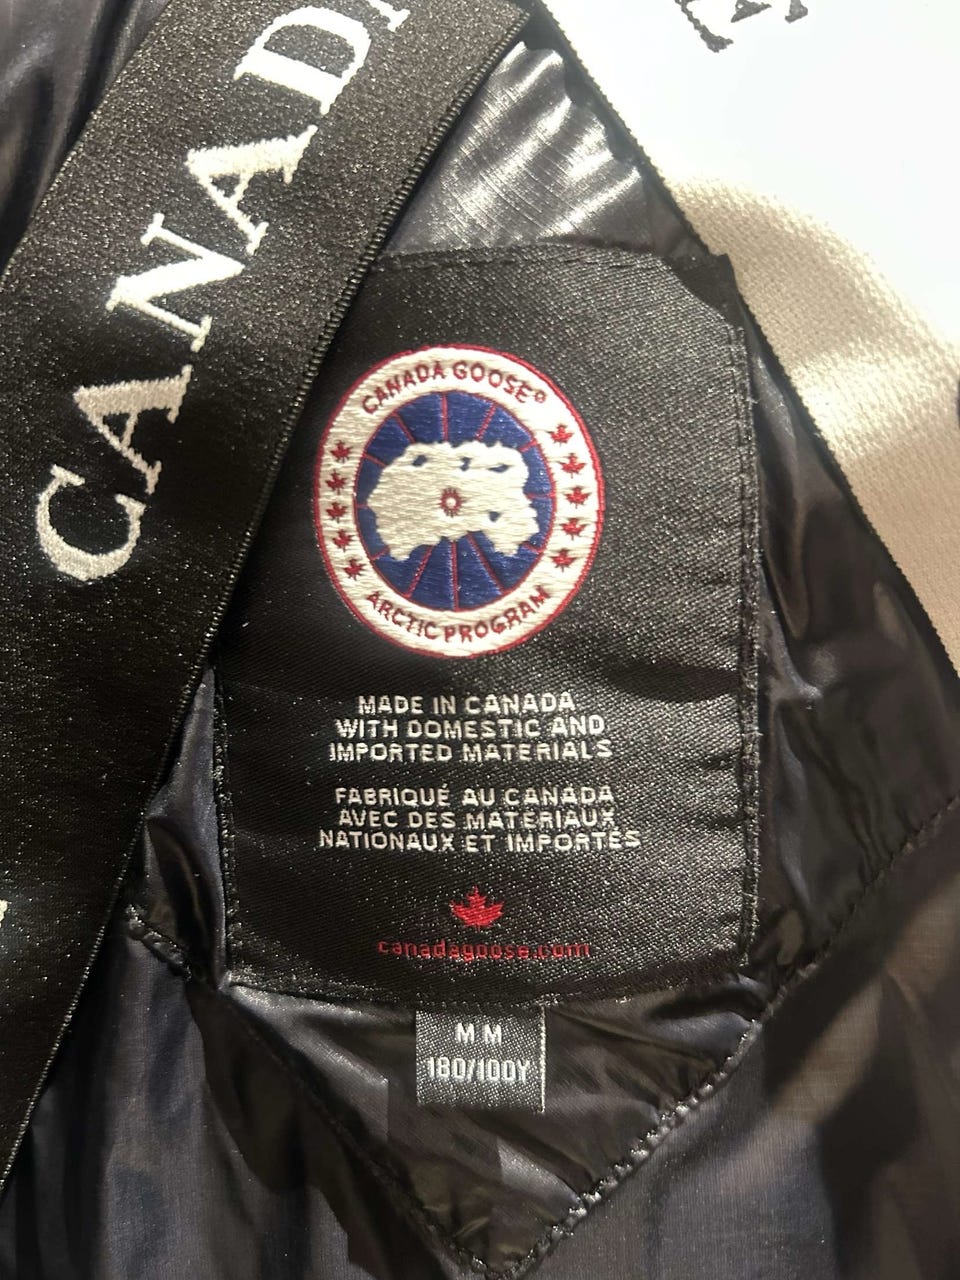 CANAD
CANADA GOOSE®
ARCTIC PROGRAM
MADE IN CANADA
WITH DOMESTIC AND
IMPORTED MATERIALS
FABRIQUÉ AU CANADA
AVEC DES MATÉRIAUX
NATIONAUX ET IMPORTÉS
canadagoose.com
M M
180/100Y